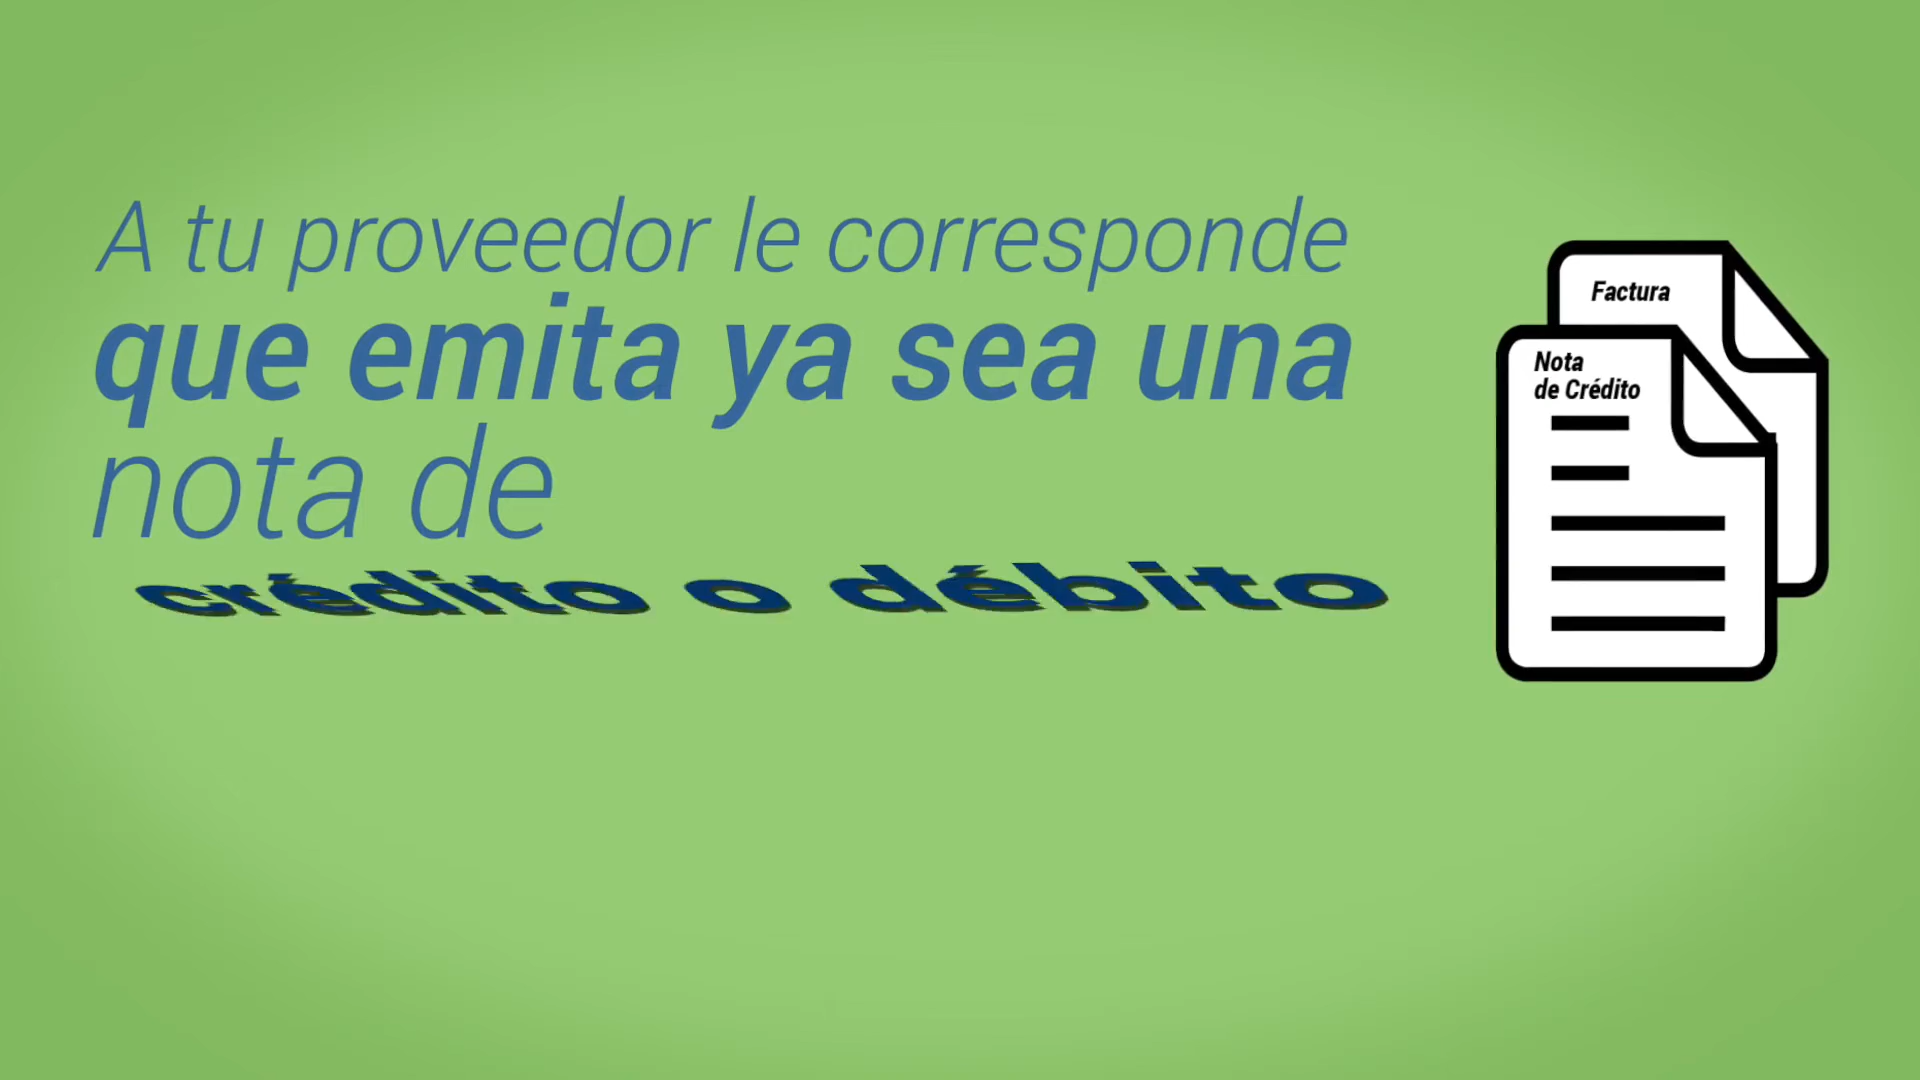 A tu proveedor le corresponde
que emita ya sea una
nota de
crédito o débito
Factura
Nota
de Crédito